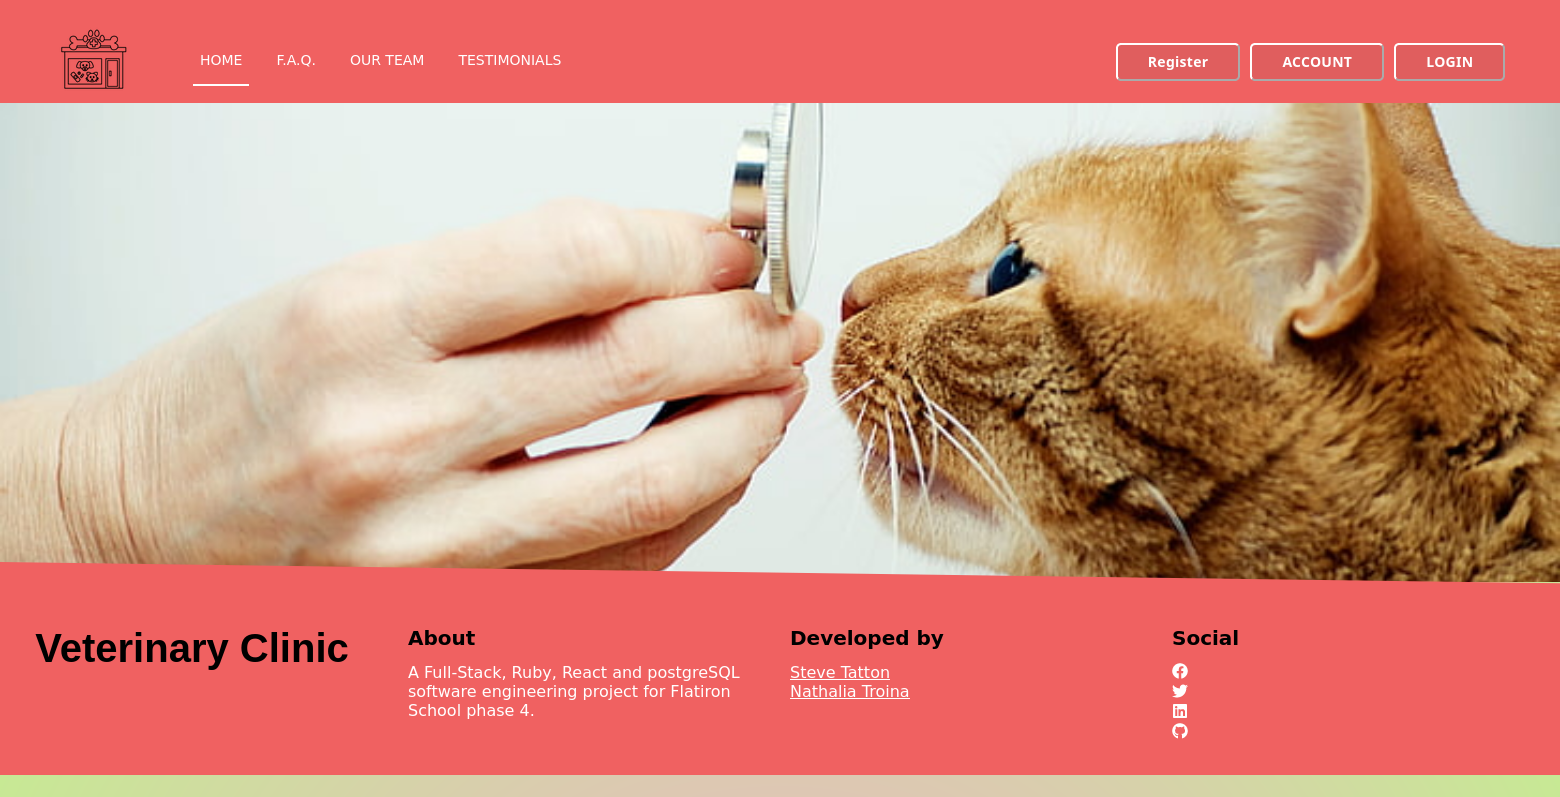 HOME F.A.Q. OUR TEAM TESTIMONIALS Register ACCOUNT LOGIN
Veterinary Clinic
About
A Full-Stack, Ruby, React and postgreSQL
software engineering project for Flatiron
School phase 4.
Developed by
Steve Tatton
Nathalia Troina
Social